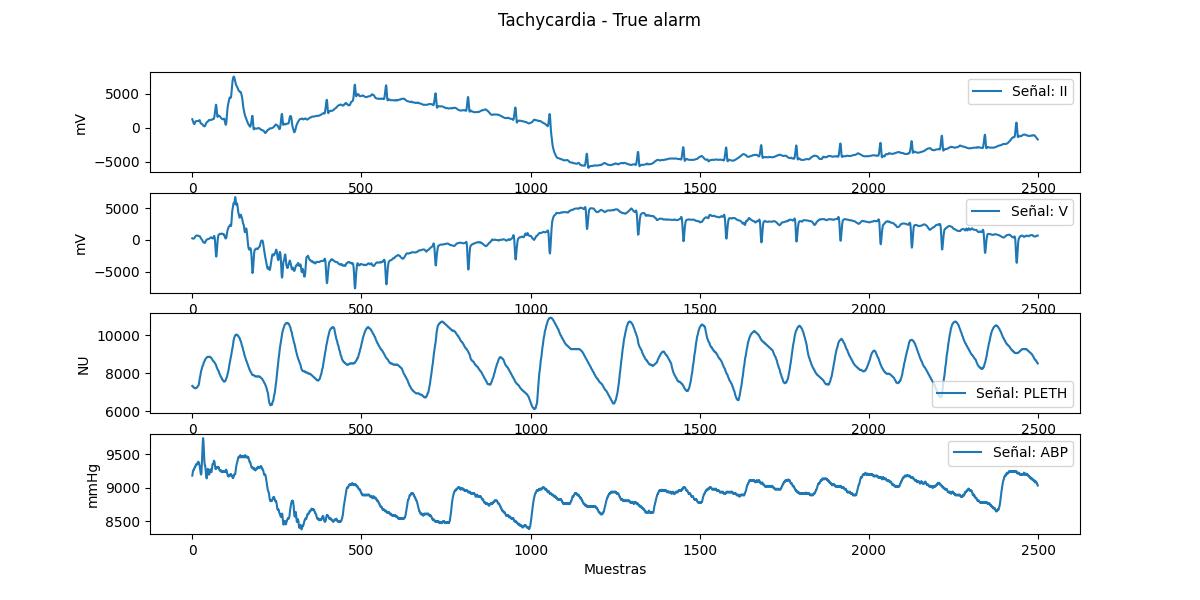 Tachycardia - True alarm
5000
0
−5000
mV
Señal: II
0 500 1000 1500 2000 2500
5000
0
−5000
mV
Señal: V
0 500 1000 1500 2000 2500
10000
8000
6000
NU
Señal: PLETH
0 500 1000 1500 2000 2500
9500
9000
8500
mmHg
Señal: ABP
0 500 1000 1500 2000 2500
Muestras